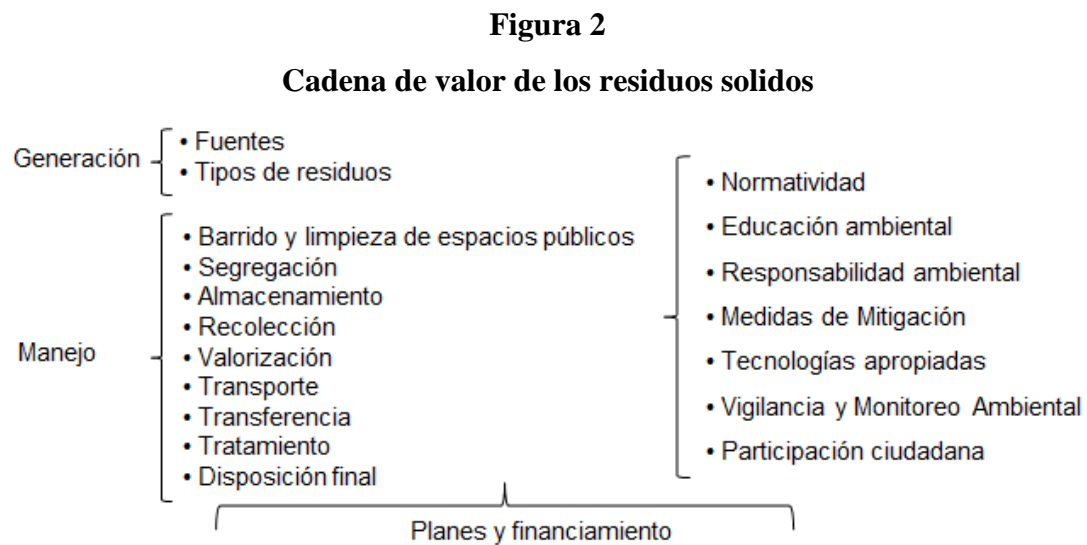 Figura 2
Cadena de valor de los residuos solidos
Generación
• Fuentes
• Tipos de residuos
Manejo
• Barrido y limpieza de espacios públicos
• Segregación
• Almacenamiento
• Recolección
• Valorización
• Transporte
• Transferencia
• Tratamiento
• Disposición final
• Normatividad
• Educación ambiental
• Responsabilidad ambiental
• Medidas de Mitigación
• Tecnologías apropiadas
• Vigilancia y Monitoreo Ambiental
• Participación ciudadana
Planes y financiamiento